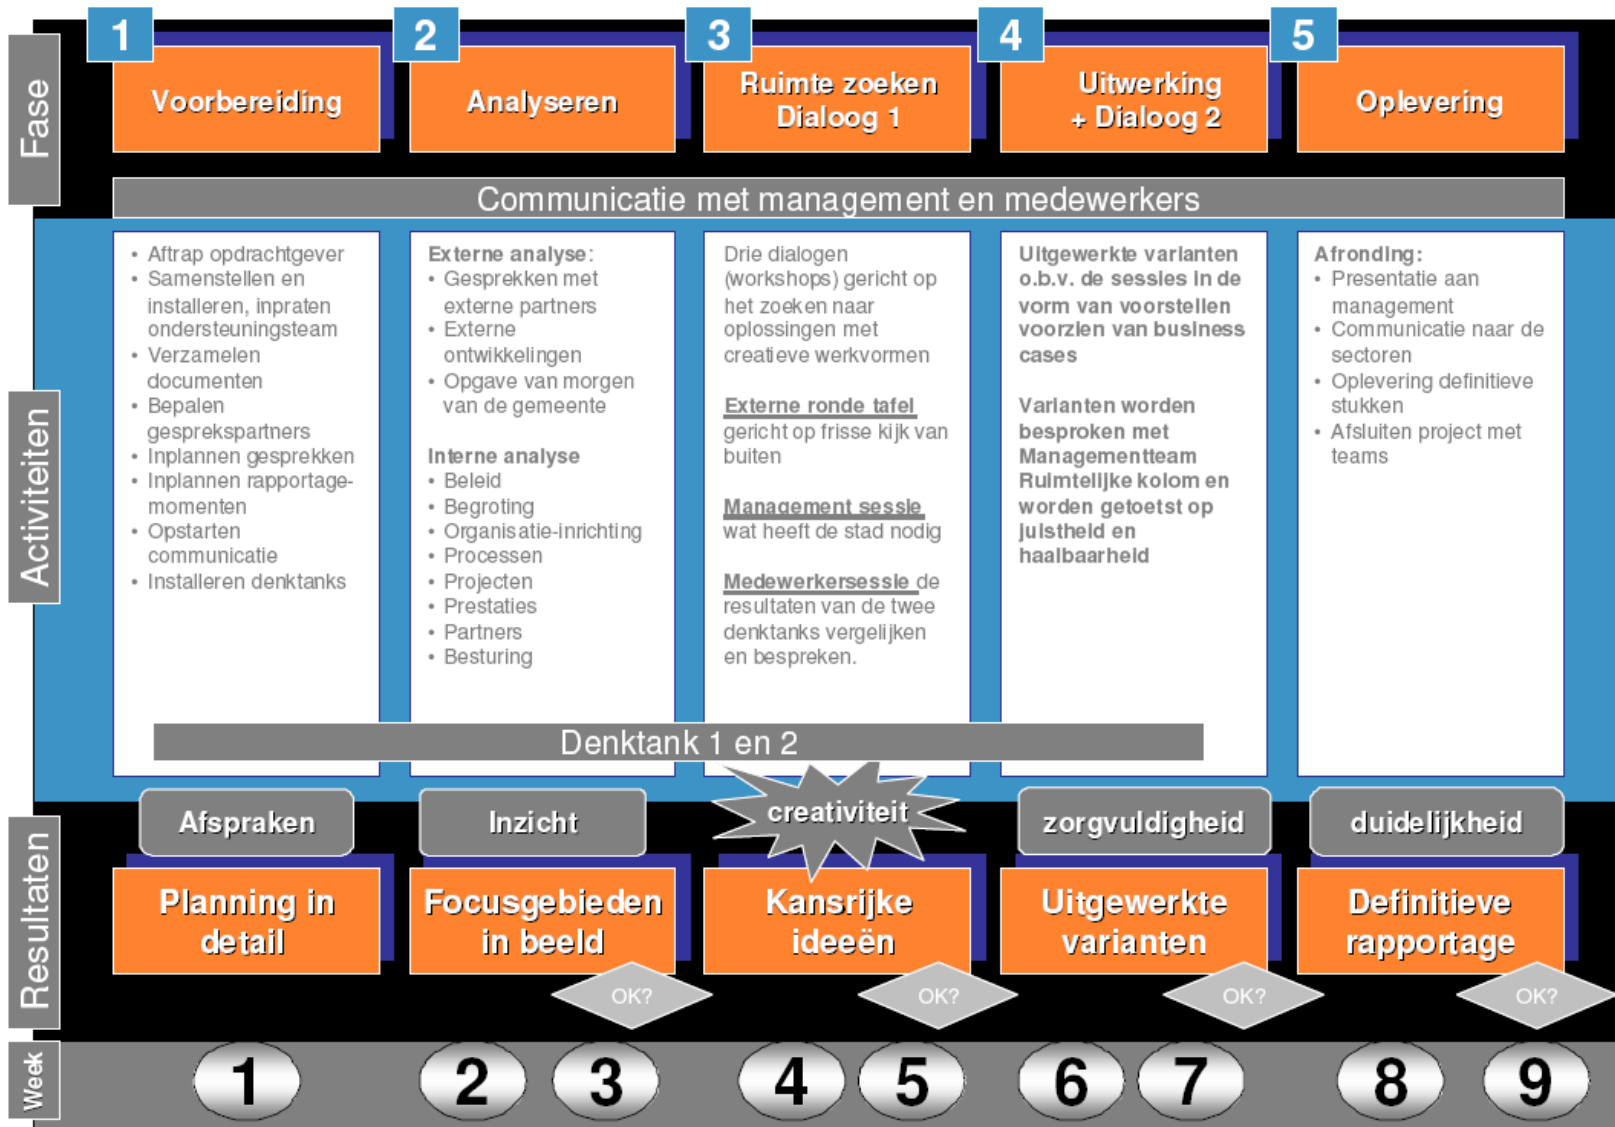 1
2
3
4
5
Fase
Voorbereiding
Analyseren
Ruimte zoeken
Dialoog 1
Uitwerking
+ Dialoog 2
Oplevering
Communicatie met management en medewerkers
Activiteiten
• Aftrap opdrachtgever
• Samenstellen en
installeren, inpraten
ondersteuningsteam
• Verzamelen
documenten
• Bepalen
gesprekspartners
• Inplannen gesprekken
• Inplannen rapportage-
momenten
• Opstarten
communicatie
• Installeren denktanks
Externe analyse:
• Gesprekken met
externe partners
• Externe
ontwikkelingen
• Opgave van morgen
van de gemeente
Interne analyse
• Beleid
• Begroting
• Organisatie-inrichting
• Processen
• Projecten
• Prestaties
• Partners
• Besturing
Drie dialogen
(workshops) gericht op
het zoeken naar
oplossingen met
creatieve werkvormen
Externe ronde tafel
gericht op frisse kijk van
buiten
Management sessie
wat heeft de stad nodig
Medewerkersessie de
resultaten van de twee
denktanks vergelijken
en bespreken.
Uitgewerkte varianten
o.b.v. de sessies in de
vorm van voorstellen
voorzien van business
cases
Varianten worden
besproken met
Managementteam
Ruimtelijke kolom en
worden getoetst op
juistheid en
haalbaarheid
Afronding:
• Presentatie aan
management
• Communicatie naar de
sectoren
• Oplevering definitieve
stukken
• Afsluiten project met
teams
Denktank 1 en 2
Resultaten
Afspraken
Inzicht
creativiteit
zorgvuldigheid
duidelijkheid
Planning in
detail
Focusgebieden
in beeld
Kansrijke
ideeën
Uitgewerkte
varianten
Definitieve
rapportage
OK?
OK?
OK?
OK?
Week
1
2
3
4
5
6
7
8
9